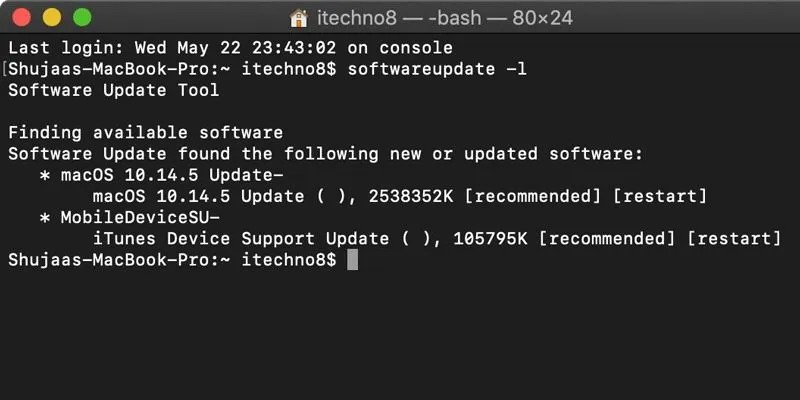 itechno8 — -bash — 80×24
Last login: Wed May 22 23:43:02 on console
[Shujaas-MacBook-Pro:~ itechno8$ softwareupdate -l
Software Update Tool
Finding available software
Software Update found the following new or updated software:
* macOS 10.14.5 Update-
macOS 10.14.5 Update ( ), 2538352K [recommended] [restart]
* MobileDeviceSU-
iTunes Device Support Update ( ), 105795K [recommended] [restart]
Shujaas-MacBook-Pro:~ itechno8$